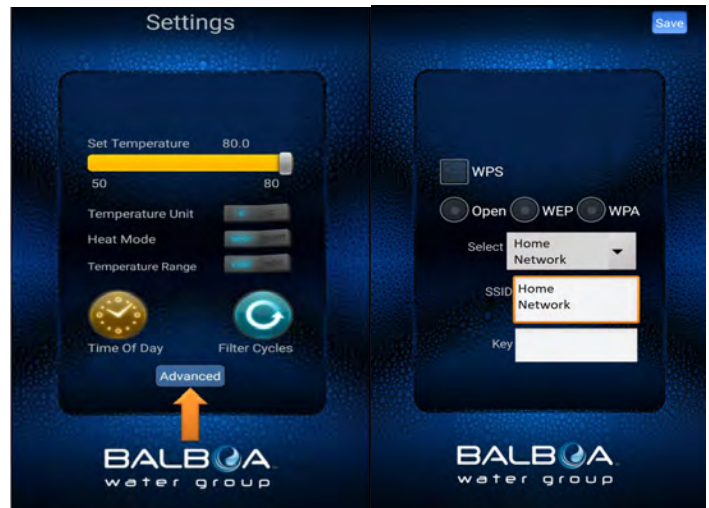 Settings
Set Temperature 80.0
50 80
Temperature Unit
Heat Mode
Temperature Range
Time Of Day Filter Cycles
Advanced
BALBOA
water group
Save
WPS
Open WEP WPA
Select Home
Network
SSID Home
Network
Key
BALBOA
water group